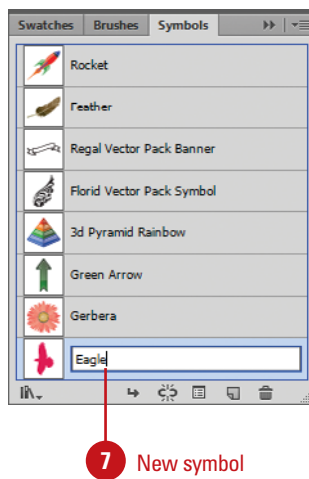 Swatches Brushes Symbols
Rocket
Feather
Regal Vector Pack Banner
Florid Vector Pack Symbol
3d Pyramid Rainbow
Green Arrow
Gerbera
Eagle
7 New symbol